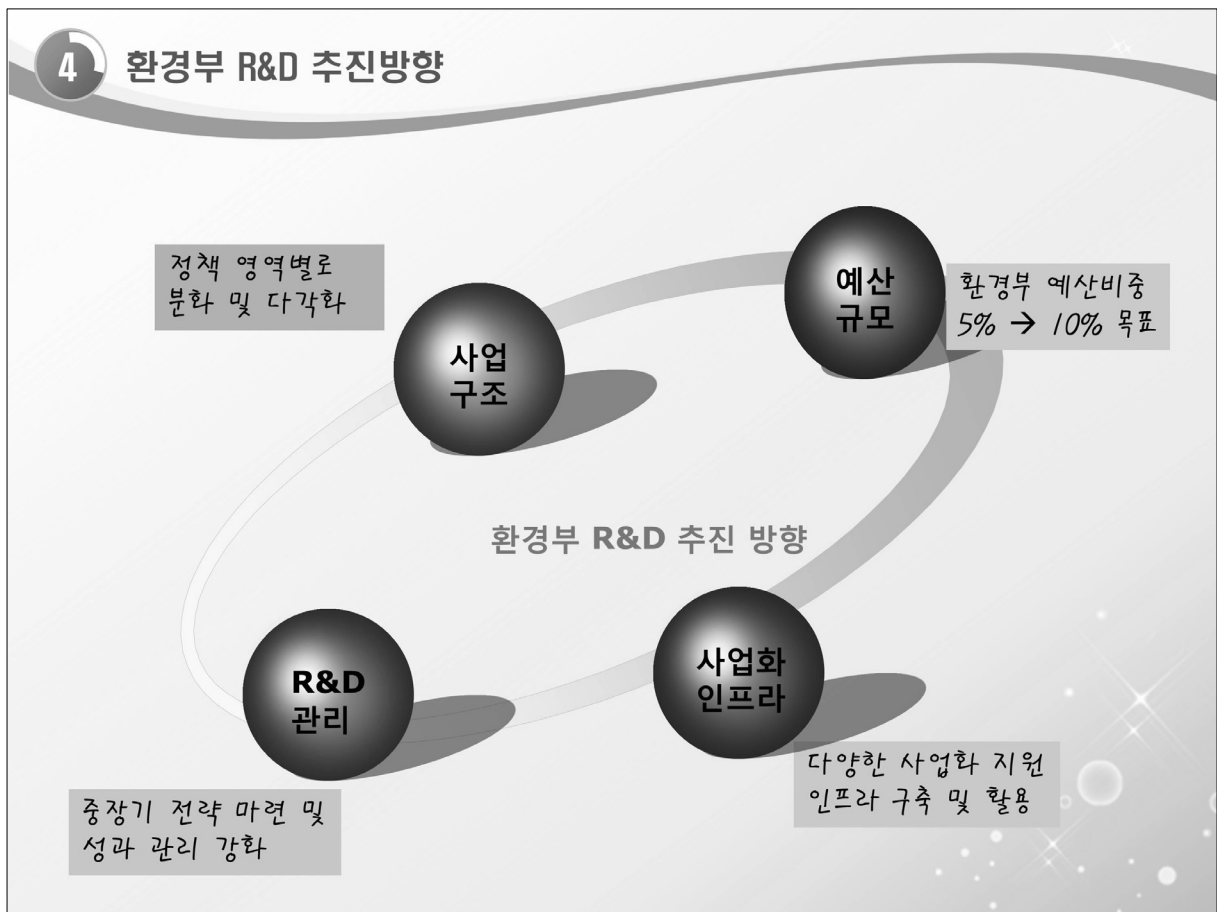 4 환경부 R&D 추진방향
정책 영역별로
분화 및 다각화
사업
구조
예산
규모
환경부 예산비중
5% → 10% 목표
환경부 R&D 추진 방향
R&D
관리
사업화
인프라
중장기 전략 마련 및
성과 관리 강화
다양한 사업화 지원
인프라 구축 및 활용